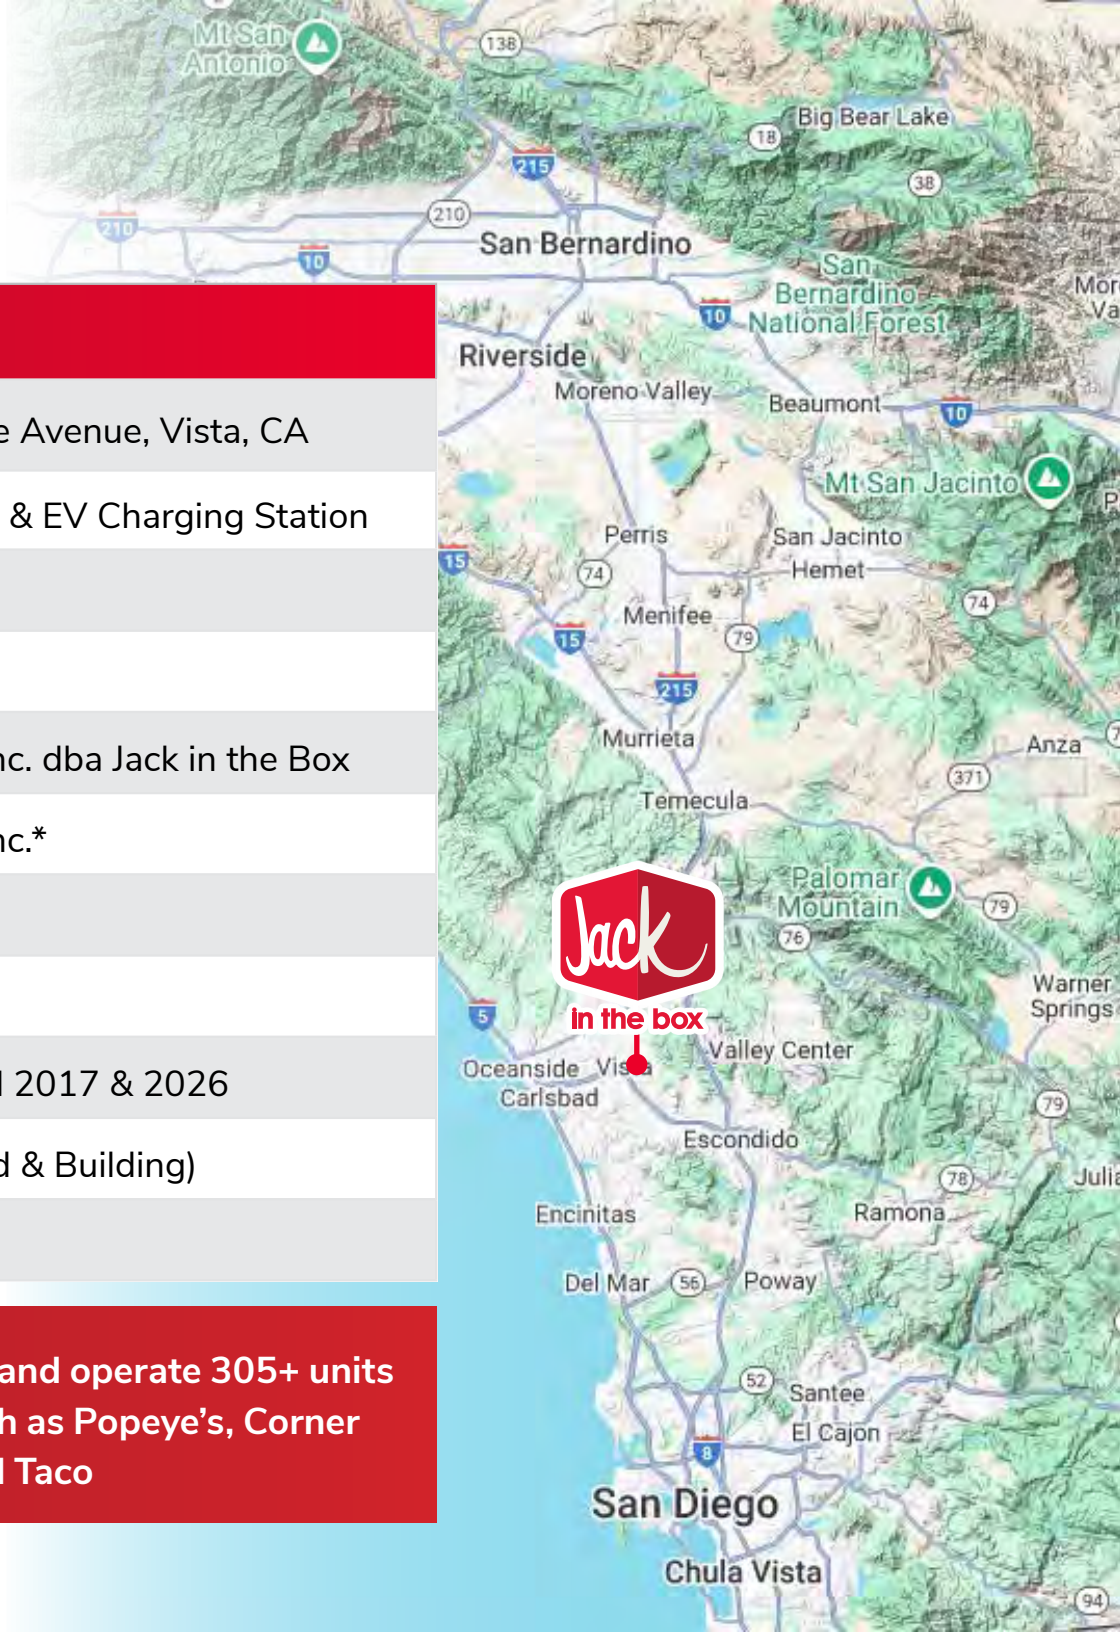 Mt San
Antonio
138
Big Bear Lake
18
215
38
210
210
San Bernardino
10
San
Bernardino
National Forest
10
Riverside
Moreno Valley
Beaumont
10
Avenue, Vista, CA
Mt San Jacinto
& EV Charging Station
Perris
San Jacinto
15
74
Hemet
74
Menifee
15
79
215
Murrieta
Anza
dba Jack in the Box
371
Temecula
Palomar
Mountain
79
76
Jack
in the box
Warner
Springs
5
Valley Center
Oceanside
Vista
2017 & 2026
Carlsbad
79
Escondido
& Building)
78
Encinitas
Ramona
Del Mar
56
Poway
and operate 305+ units
as Popeye's, Corner
Taco
52
Santee
El Cajon
8
San Diego
Chula Vista
94